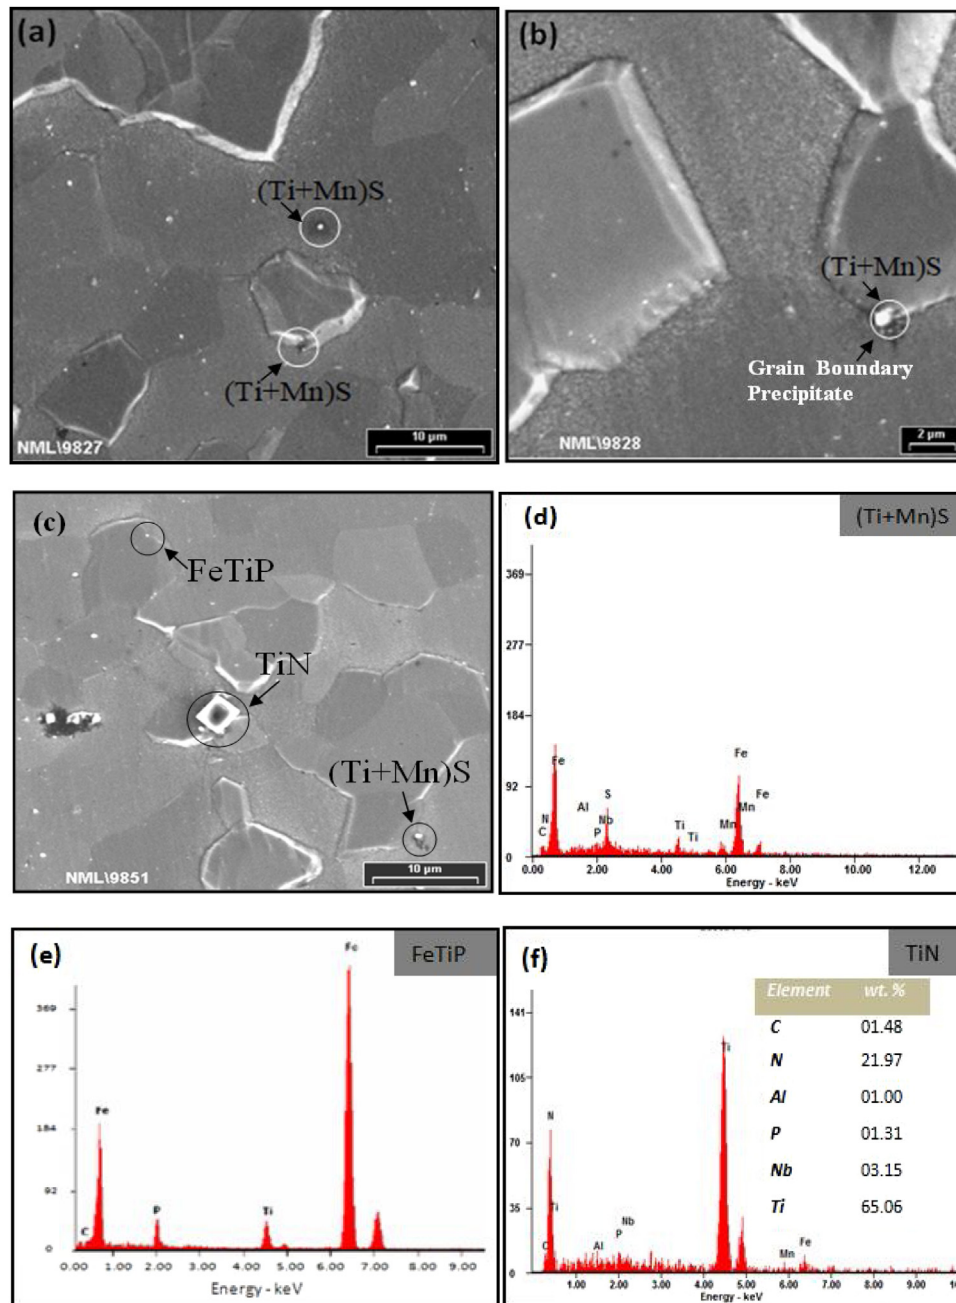 (a)
(Ti+Mn)S
(Ti+Mn)S
NML\9827
10 µm
(b)
(Ti+Mn)S
Grain Boundary
Precipitate
NML\9828
2 µm
(c)
FeTiP
TiN
(Ti+Mn)S
NML\9851
10 µm
(d)
(Ti+Mn)S
369
277
184
92
0
Fe
N
C
Al
P
Nb
S
Ti
Ti
Mn
Fe
Mn
Fe
0.00 2.00 4.00 6.00 8.00 10.00 12.00
Energy - keV
(e)
FeTiP
369
277
184
92
0
C
Fe
P
Ti
Fe
0.00 1.00 2.00 3.00 4.00 5.00 6.00 7.00 8.00 9.00
Energy - keV
(f)
TiN
Element wt. %
C 01.48
N 21.97
Al 01.00
P 01.31
Nb 03.15
Ti 65.06
141
105
70
35
0
N
Ti
C
Al
P
Nb
Ti
Mn
Fe
1.00 2.00 3.00 4.00 5.00 6.00 7.00 8.00 9.00
Energy - keV